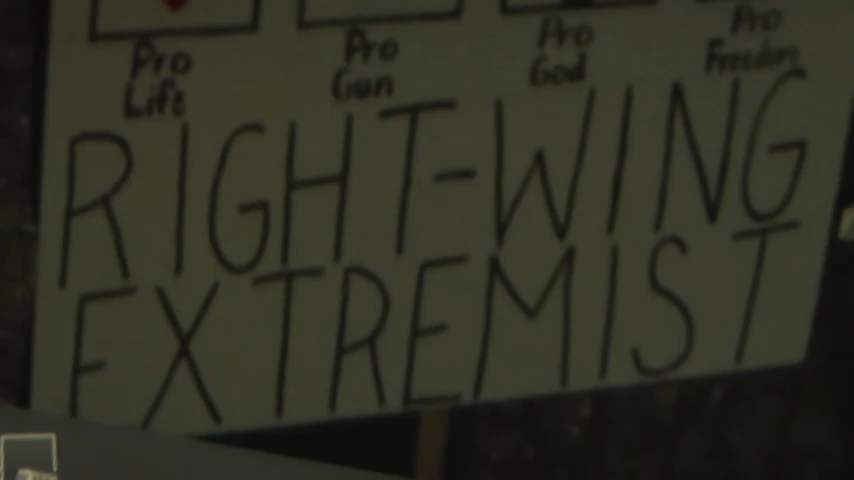 Pro Pro Pro Pro
Life Gun God Freedom
RIGHT-WING
EXTREMIST